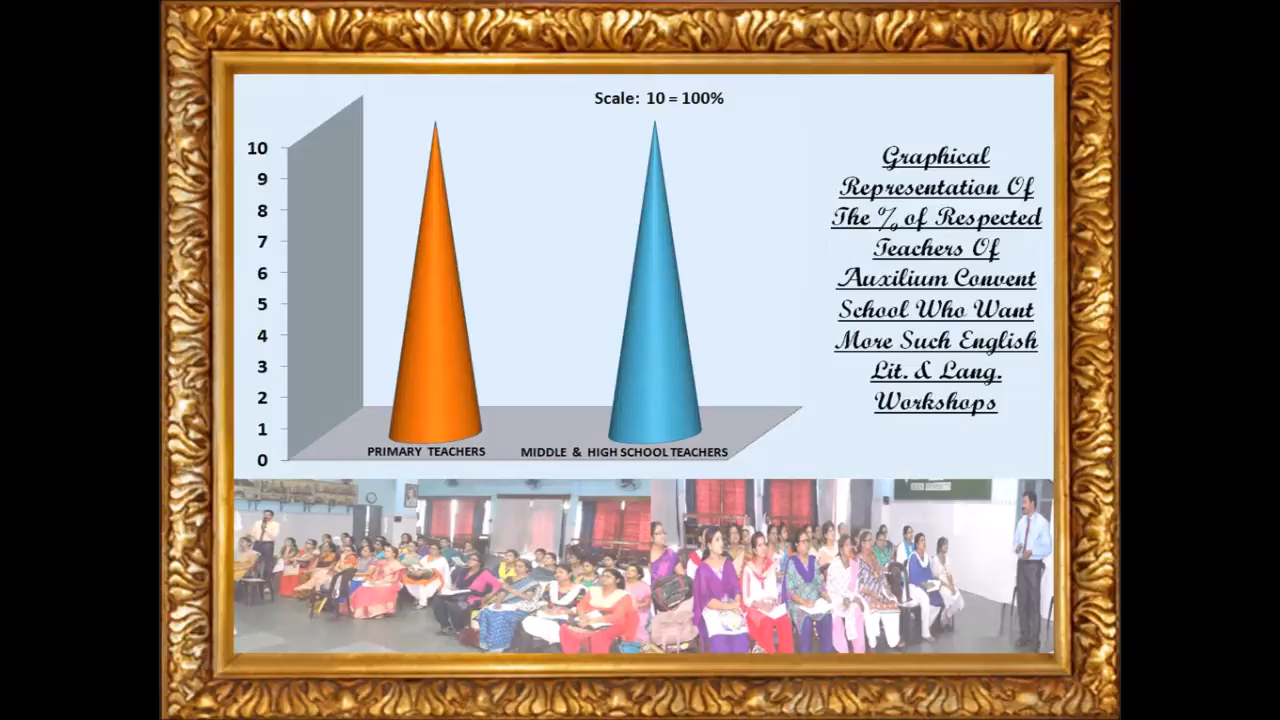 Scale: 10 = 100%
10
9
8
7
6
5
4
3
2
1
0
PRIMARY TEACHERS
MIDDLE & HIGH SCHOOL TEACHERS
Graphical
Representation Of
The % of Respected
Teachers Of
Auxilium Convent
School Who Want
More Such English
Lit. & Lang.
Workshops